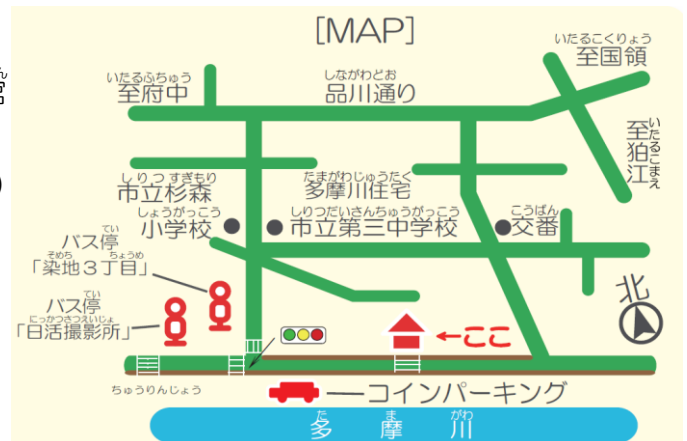 [MAP]
いたるこくりょう
至国領
いたるふちゅう
至府中
しながわどお
品川通り
いたるこまえ
至狛江
しりつすぎもり
市立杉森
しょうがっこう
小学校
たまがわじゅうたく
多摩川住宅
しりつだいさんちゅうがっこう
市立第三中学校
こうばん
交番
てい
バス停
そめち ちょうめ
「染地3丁目」
てい
バス停
にっかつさつえいじょ
「日活撮影所」
北
←ここ
ちゅうりんじょう
コインパーキング
た ま がわ
多摩川